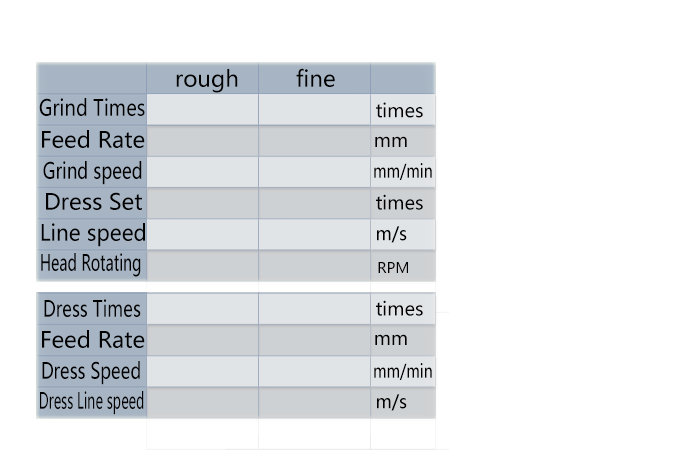 rough fine
Grind Times times
Feed Rate mm
Grind speed mm/min
Dress Set times
Line speed m/s
Head Rotating RPM
Dress Times times
Feed Rate mm
Dress Speed mm/min
Dress Line speed m/s